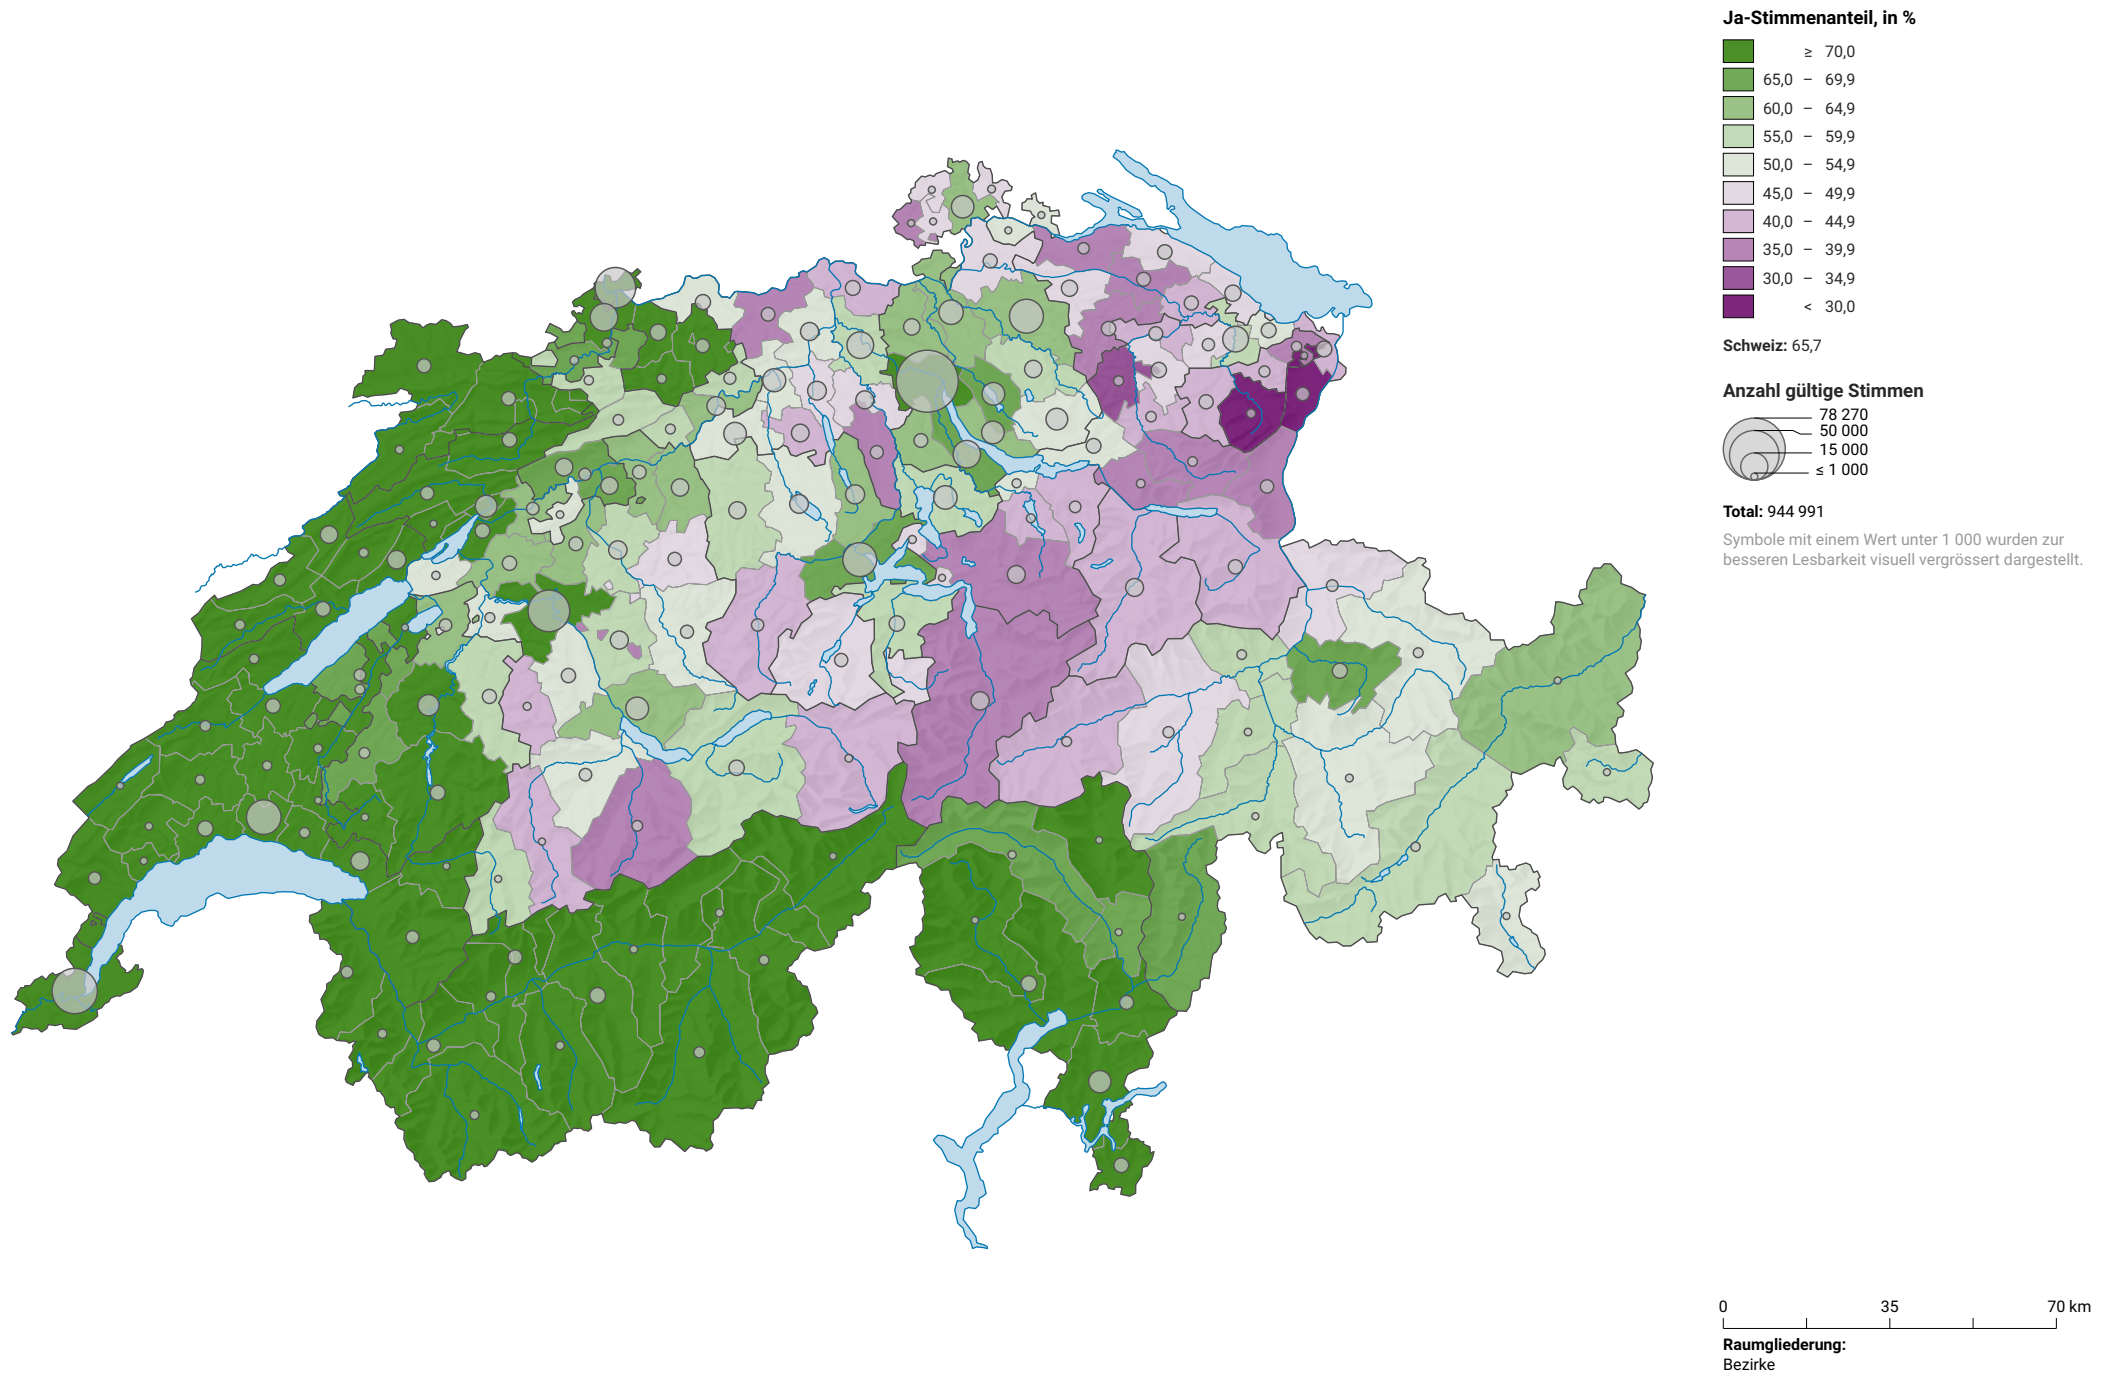 Ja-Stimmenanteil, in %
≥ 70,0
65,0 – 69,9
60,0 – 64,9
55,0 – 59,9
50,0 – 54,9
45,0 – 49,9
40,0 – 44,9
35,0 – 39,9
30,0 – 34,9
< 30,0
Schweiz: 65,7
Anzahl gültige Stimmen
78 270
50 000
15 000
≤ 1 000
Total: 944 991
Symbole mit einem Wert unter 1 000 wurden zur
besseren Lesbarkeit visuell vergrössert dargestellt.
0 35 70 km
Raumgliederung:
Bezirke